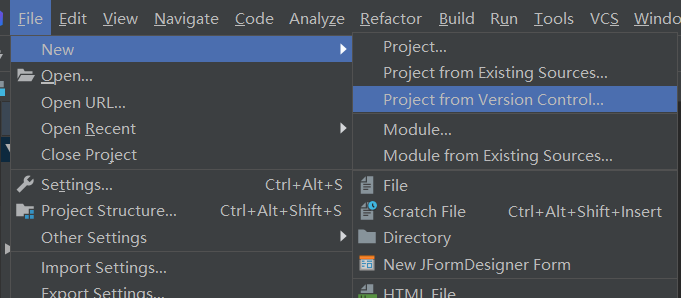 File Edit View Navigate Code Analyze Refactor Build Run Tools VCS Windo
New
Open...
Open URL...
Open Recent
Close Project
Settings... Ctrl+Alt+S
Project Structure... Ctrl+Alt+Shift+S
Other Settings
Import Settings...
Export Settings...
Project...
Project from Existing Sources...
Project from Version Control...
Module...
Module from Existing Sources...
File
Scratch File Ctrl+Alt+Shift+Insert
Directory
New JFormDesigner Form
HTML File